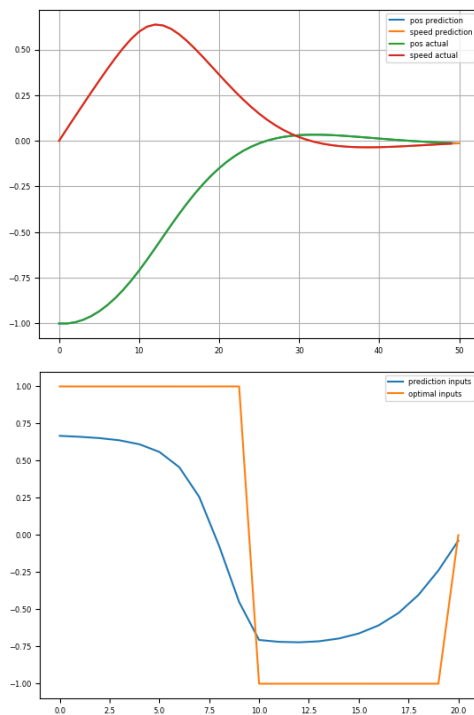 pos prediction
speed prediction
pos actual
speed actual
0.50
0.25
0.00
−0.25
−0.50
−0.75
−1.00
0 10 20 30 40 50
prediction inputs
optimal inputs
1.00
0.75
0.50
0.25
0.00
−0.25
−0.50
−0.75
−1.00
0.0 2.5 5.0 7.5 10.0 12.5 15.0 17.5 20.0